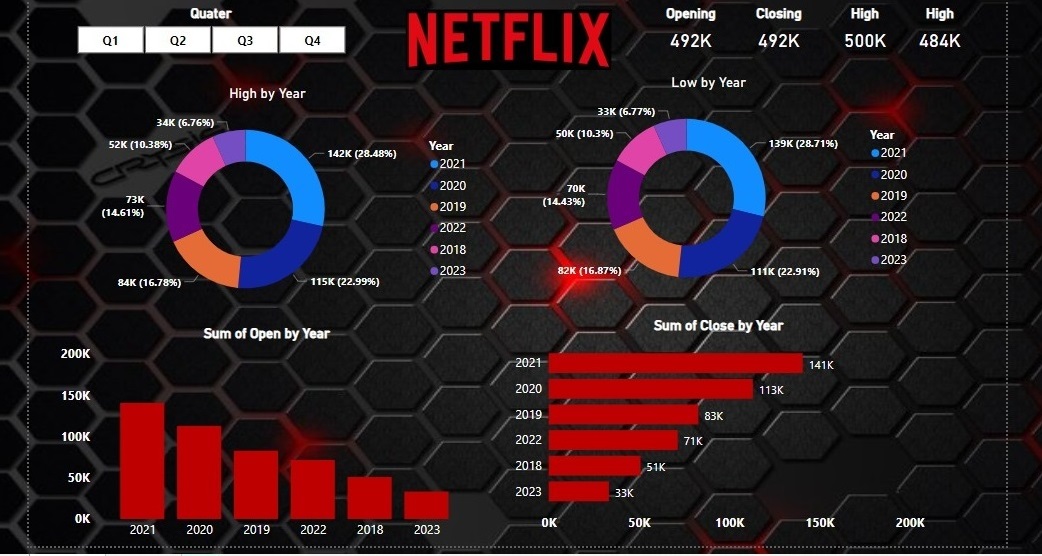 Quater
Q1
Q2
Q3
Q4
NETFLIX
Opening
Closing
High
High
492K
492K
500K
484K
High by Year
34K (6.76%)
52K (10.38%)
142K (28.48%)
73K
(14.61%)
84K (16.78%)
115K (22.99%)
Year
2021
2020
2019
2022
2018
2023
Low by Year
33K (6.77%)
50K (10.3%)
139K (28.71%)
70K
(14.43%)
82K (16.87%)
111K (22.91%)
Year
2021
2020
2019
2022
2018
2023
Sum of Open by Year
200K
150K
100K
50K
0K
2021
2020
2019
2022
2018
2023
Sum of Close by Year
2021
141K
2020
113K
2019
83K
2022
71K
2018
51K
2023
33K
0K
50K
100K
150K
200K